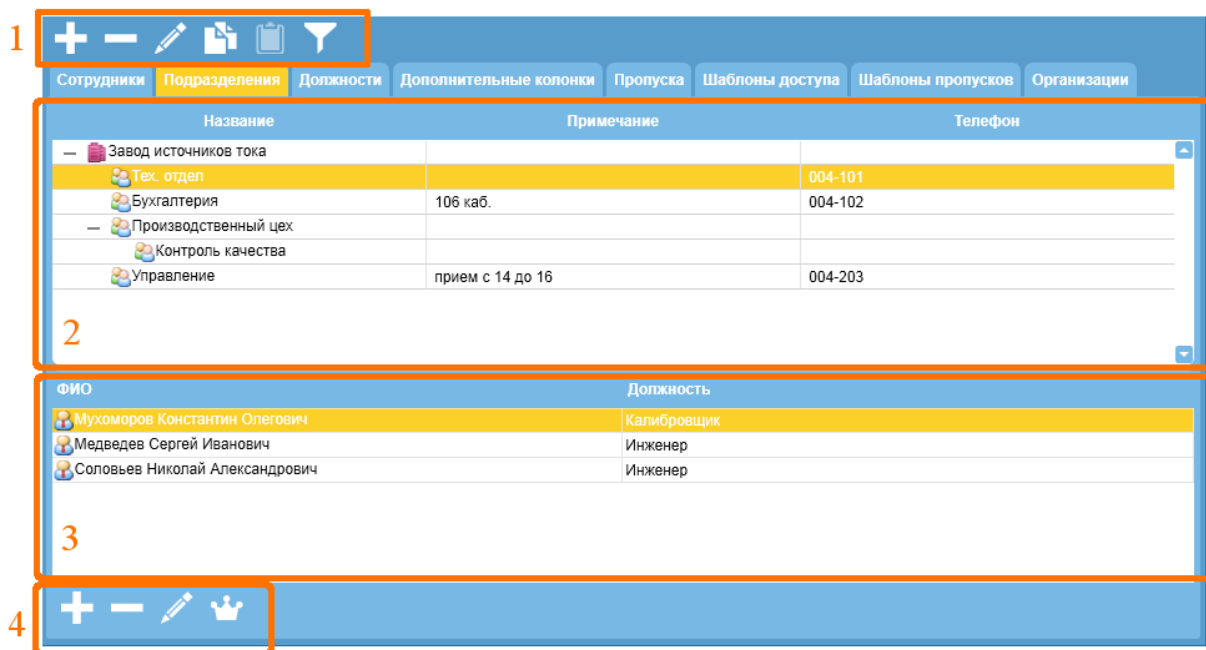 1
Сотрудники Подразделения Должности Дополнительные колонки Пропуска Шаблоны доступа Шаблоны пропусков Организации
Название Примечание Телефон
Завод источников тока
Тех. отдел 004-101
Бухгалтерия 106 каб. 004-102
Производственный цех
Контроль качества
Управление прием с 14 до 16 004-203
2
ФИО Должность
Мухоморов Константин Олегович Калибровщик
Медведев Сергей Иванович Инженер
Соловьев Николай Александрович Инженер
3
4